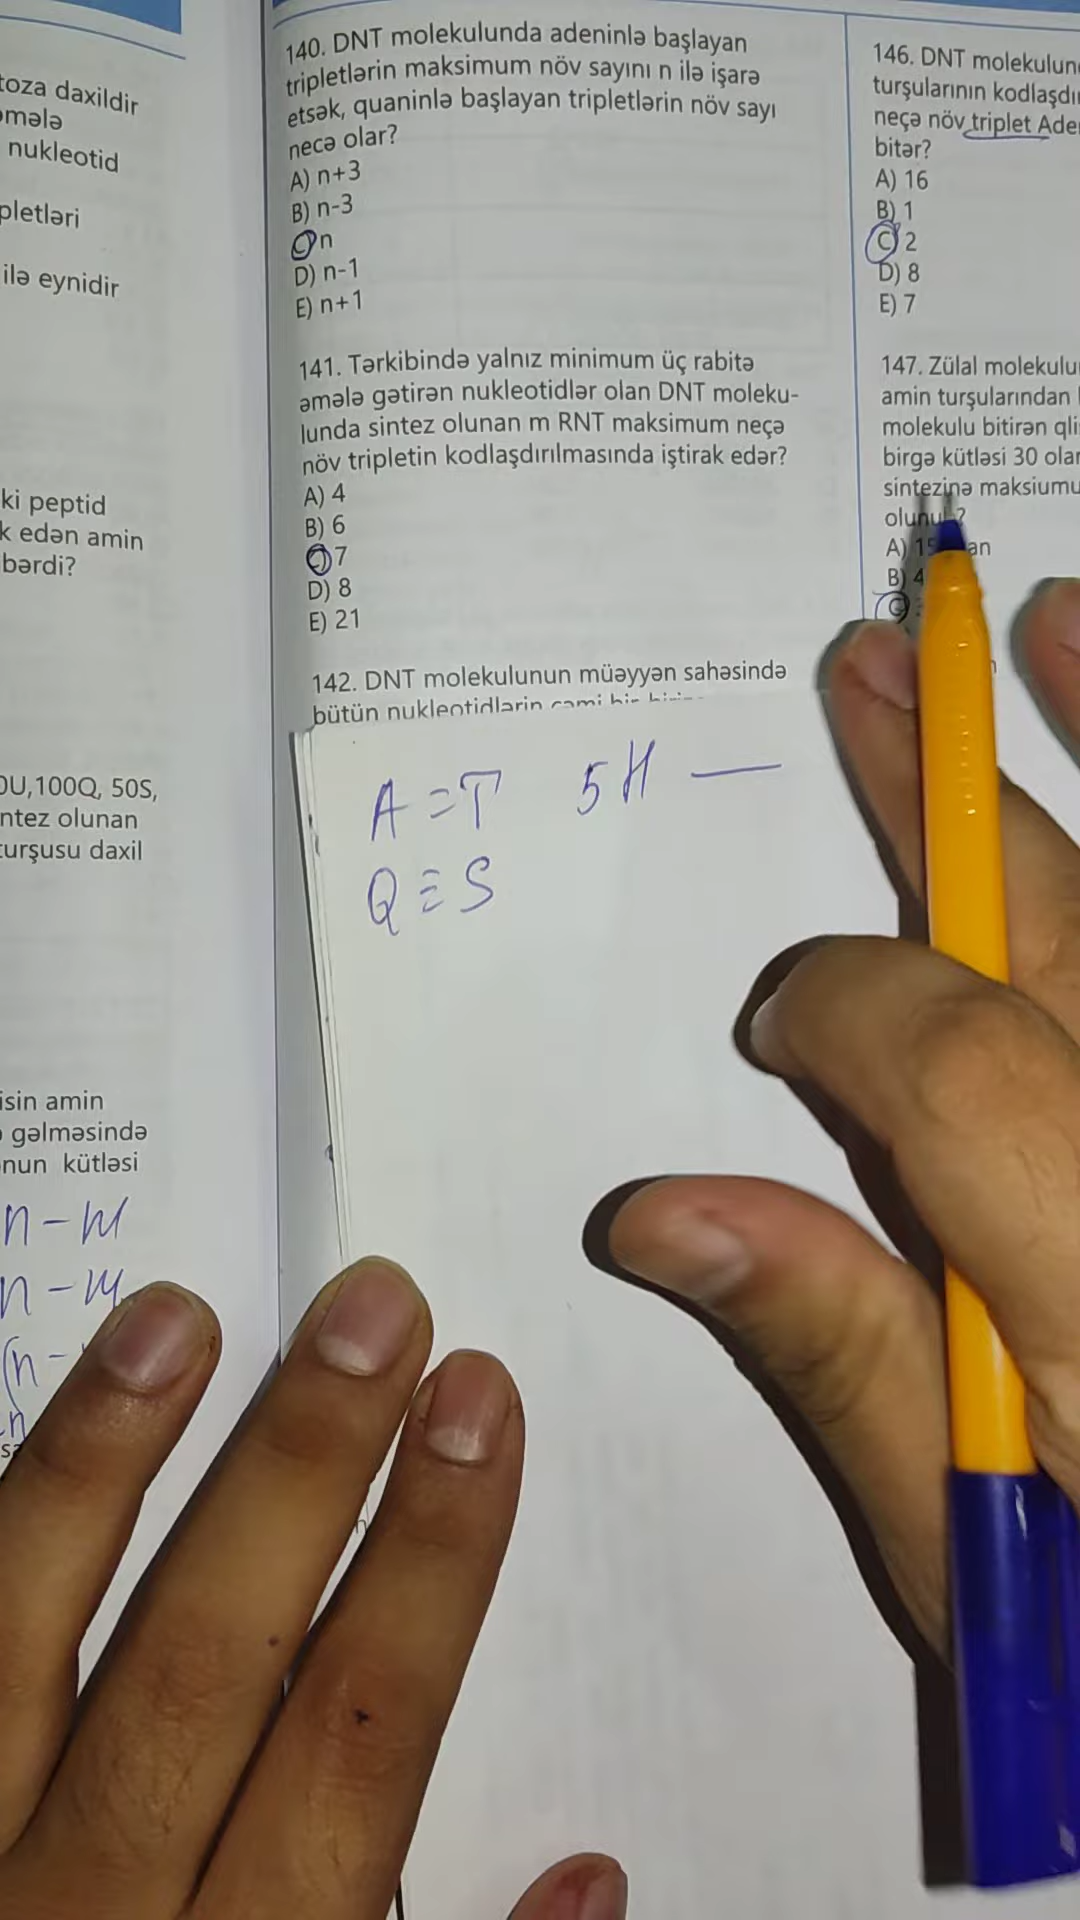 toza daxildir
nukleotid
ilə eynidir
ki peptid
k edən amin
bərdi?
0U,100Q, 50S,
ntez olunan
turşusu daxil
isin amin
gəlməsində
nun kütləsi
n - m
n - m
(n -
140. DNT molekulunda adeninlə başlayan
tripletlərin maksimum növ sayını n ilə işarə
etsək, quaninlə başlayan tripletlərin növ sayı
necə olar?
A) n+3
B) n-3
C) n
D) n-1
E) n+1
141. Tərkibində yalnız minimum üç rabitə
əmələ gətirən nukleotidlər olan DNT moleku-
lunda sintez olunan m RNT maksimum neçə
növ tripletin kodlaşdırılmasında iştirak edər?
A) 4
B) 6
C) 7
D) 8
E) 21
142. DNT molekulunun müəyyən sahəsində
bütün nukleotidlərin cəmi bir
A = T 5H —
Q ≡ S
146. DNT molekulun
turşularının kodlaşdı
neçə növ triplet Ade
bitər?
A) 16
B) 1
C) 2
D) 8
E) 7
147. Zülal molekulu
amin turşularından
molekulu bitirən qli
birgə kütləsi 30 olar
sintezinə maksiumu
A)
B) 4
C)